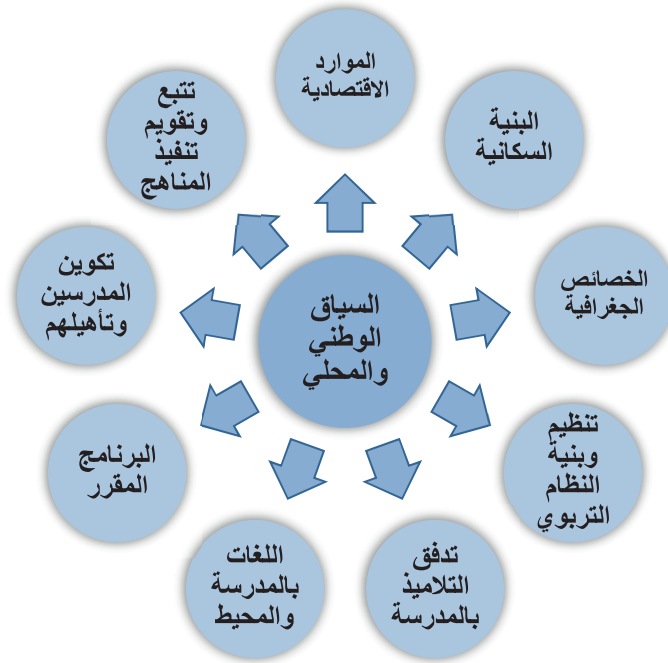 الموارد
الاقتصادية
البنية
السكانية
الخصائص
الجغرافية
تنظيم
وبنية
النظام
التربوي
تدفق
التلاميذ
بالمدرسة
اللغات
بالمدرسة
والمحيط
البرنامج
المقرر
تكوين
المدرسين
وتأهيلهم
تتبع
وتقويم
تنفيذ
المناهج
السياق
الوطني
والمحلي